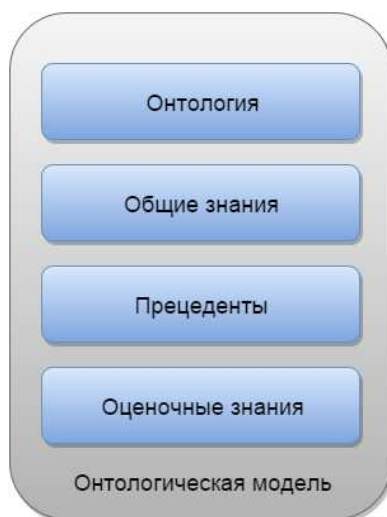 Онтология
Общие знания
Прецеденты
Оценочные знания
Онтологическая модель